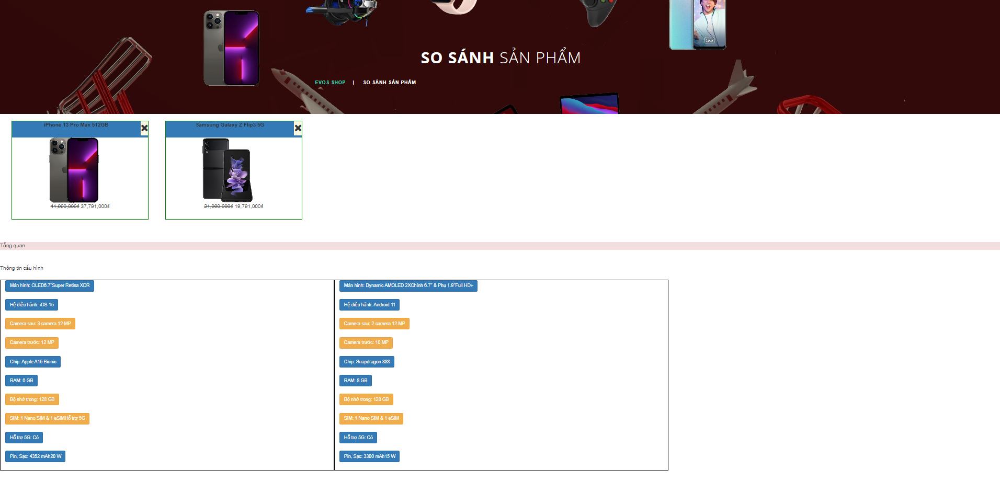 5G
SO SÁNH SẢN PHẨM
EVOS SHOP | SO SÁNH SẢN PHẨM
iPhone 13 Pro Max 512GB
41,000,000₫ 37,791,000₫
Samsung Galaxy Z Flip3 5G
21,000,000₫ 19,791,000₫
Tổng quan
Thông tin cấu hình
Màn hình: OLED6.7"Super Retina XDR
Hệ điều hành: iOS 15
Camera sau: 3 camera 12 MP
Camera trước: 12 MP
Chip: Apple A15 Bionic
RAM: 6 GB
Bộ nhớ trong: 128 GB
SIM: 1 Nano SIM & 1 eSIMHỗ trợ 5G
Hỗ trợ 5G: Có
Pin, Sạc: 4352 mAh20 W
Màn hình: Dynamic AMOLED 2XChính 6.7" & Phụ 1.9"Full HD+
Hệ điều hành: Android 11
Camera sau: 2 camera 12 MP
Camera trước: 10 MP
Chip: Snapdragon 888
RAM: 8 GB
Bộ nhớ trong: 128 GB
SIM: 1 Nano SIM & 1 eSIM
Hỗ trợ 5G: Có
Pin, Sạc: 3300 mAh15 W